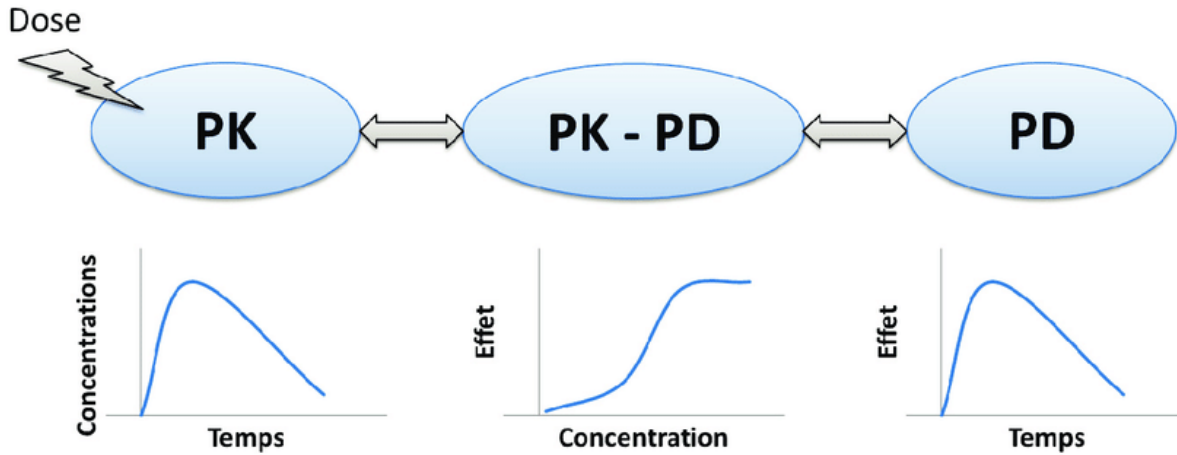 Dose
PK
PK - PD
PD
Concentrations
Temps
Effet
Concentration
Effet
Temps